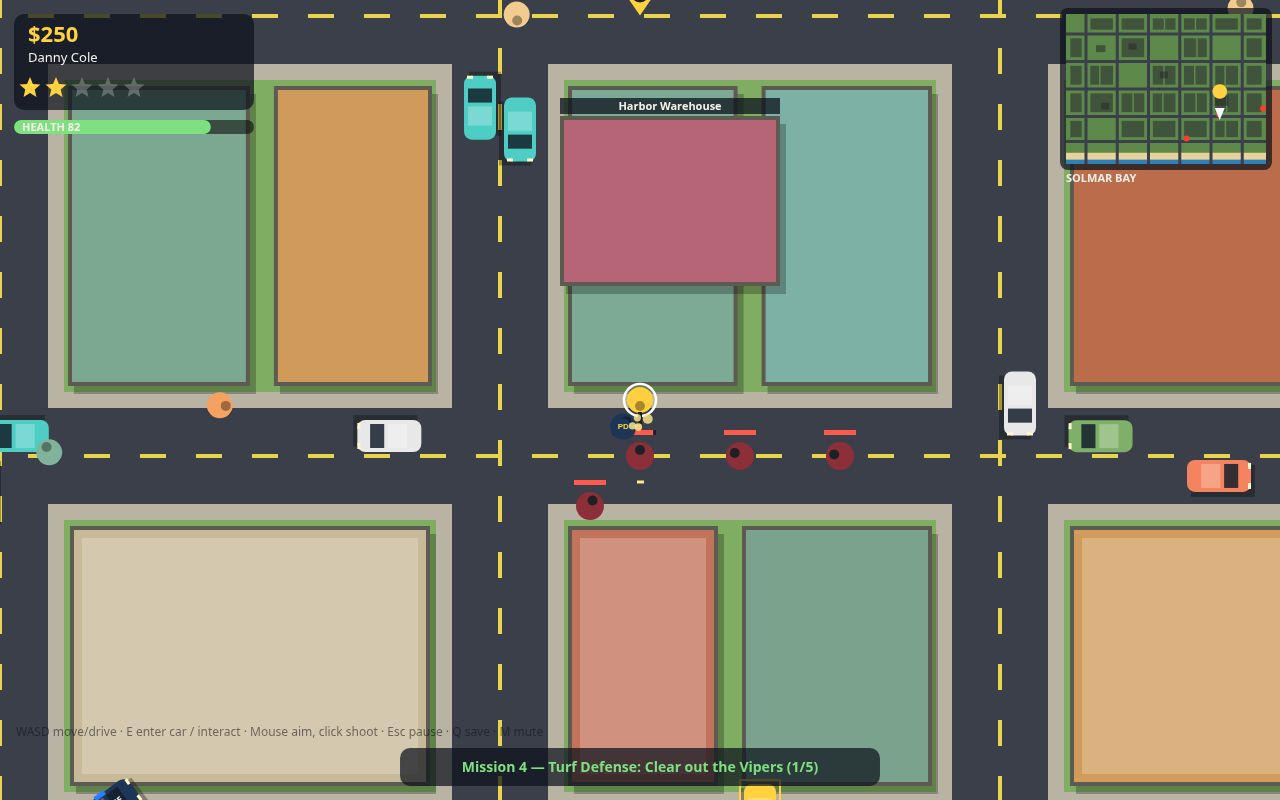 $250
Danny Cole
HEALTH 82
Harbor Warehouse
SOLMAR BAY
PD
WASD move/drive · E enter car / interact · Mouse aim, click shoot · Esc pause · Q save · M mute
Mission 4 — Turf Defense: Clear out the Vipers (1/5)